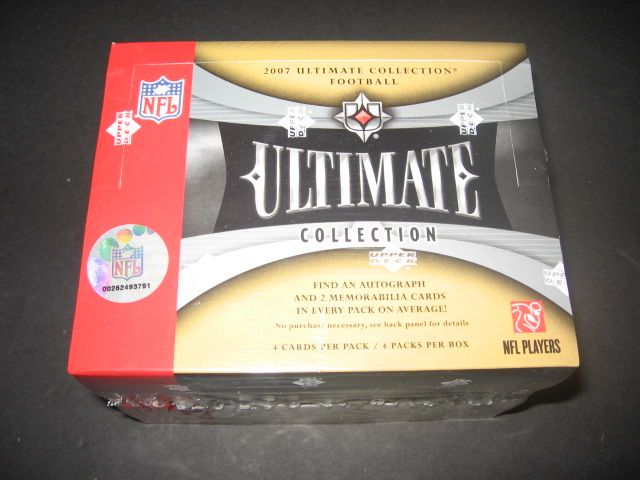 2007 ULTIMATE COLLECTION®
FOOTBALL
NFL
UPPER DECK
UPPER DECK
UPPER DECK
ULTIMATE
COLLECTION
UPPER DECK
NFL
00262493791
FIND AN AUTOGRAPH
AND 2 MEMORABILIA CARDS
IN EVERY PACK ON AVERAGE!
No purchase necessary, see back panel for details
4 CARDS PER PACK / 4 PACKS PER BOX
NFL PLAYERS